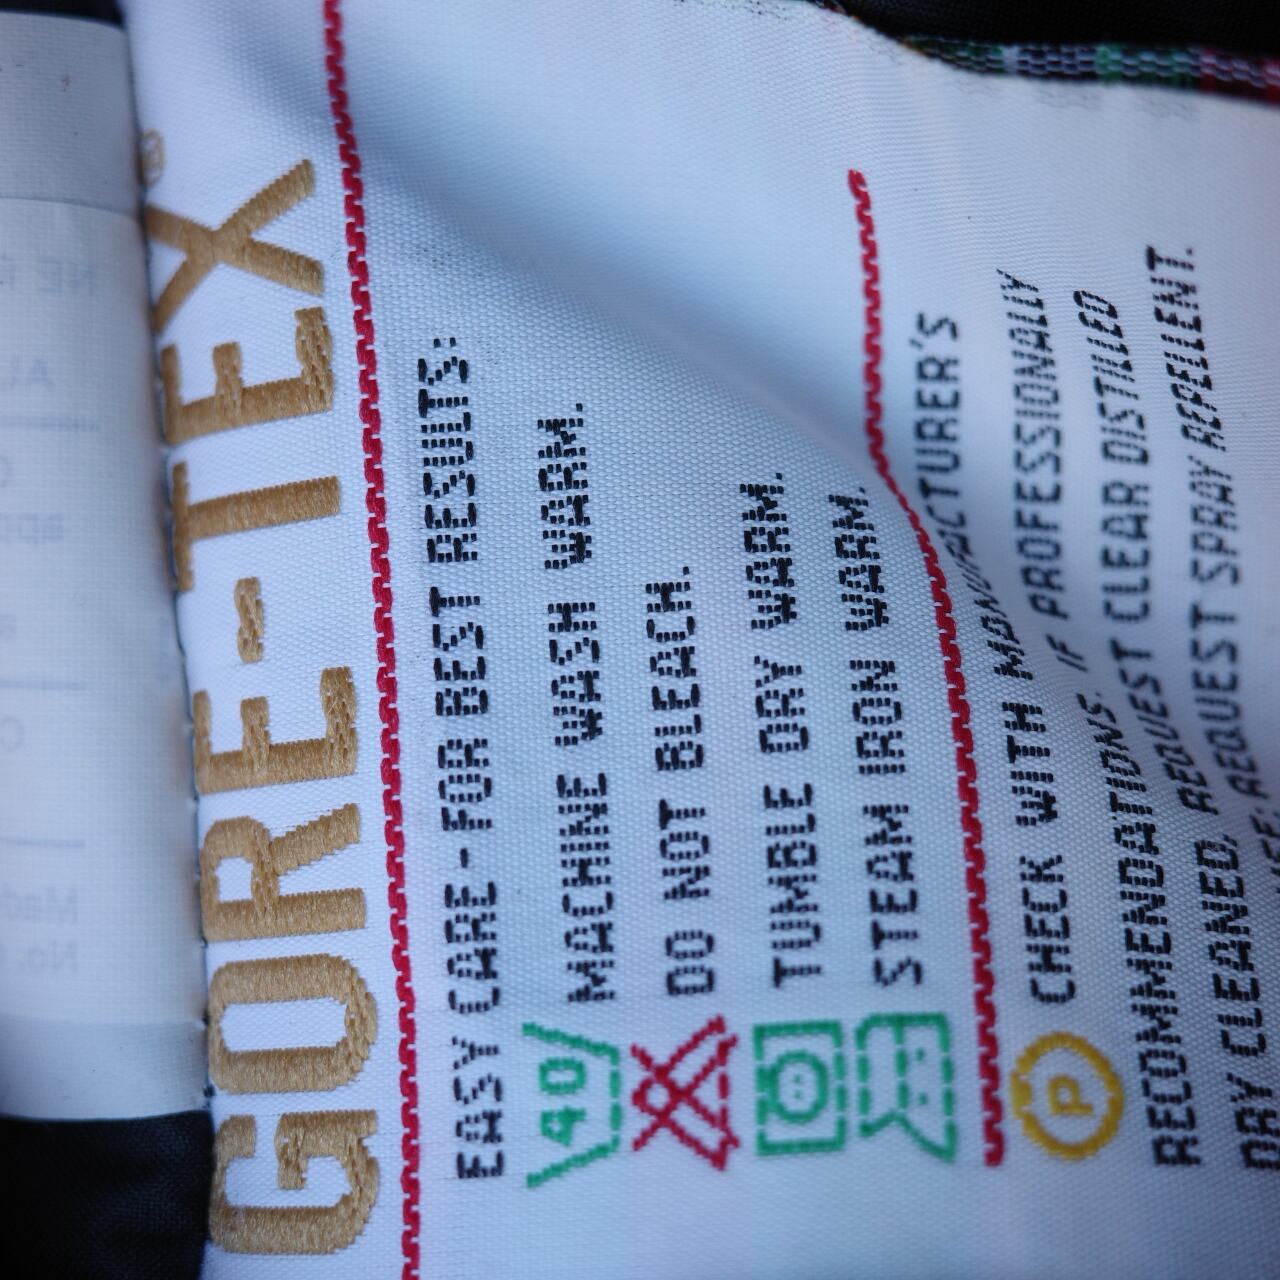 GORE-TEX®
EASY CARE - FOR BEST RESULTS:
40 MACHINE WASH WARM.
DO NOT BLEACH.
TUMBLE DRY WARM.
STEAM IRON WARM.
P CHECK WITH MANUFACTURER'S
RECOMMENDATIONS. IF PROFESSIONALLY
DRY CLEANED, REQUEST CLEAR DISTILLED
REQUEST SPRAY REPELLENT.